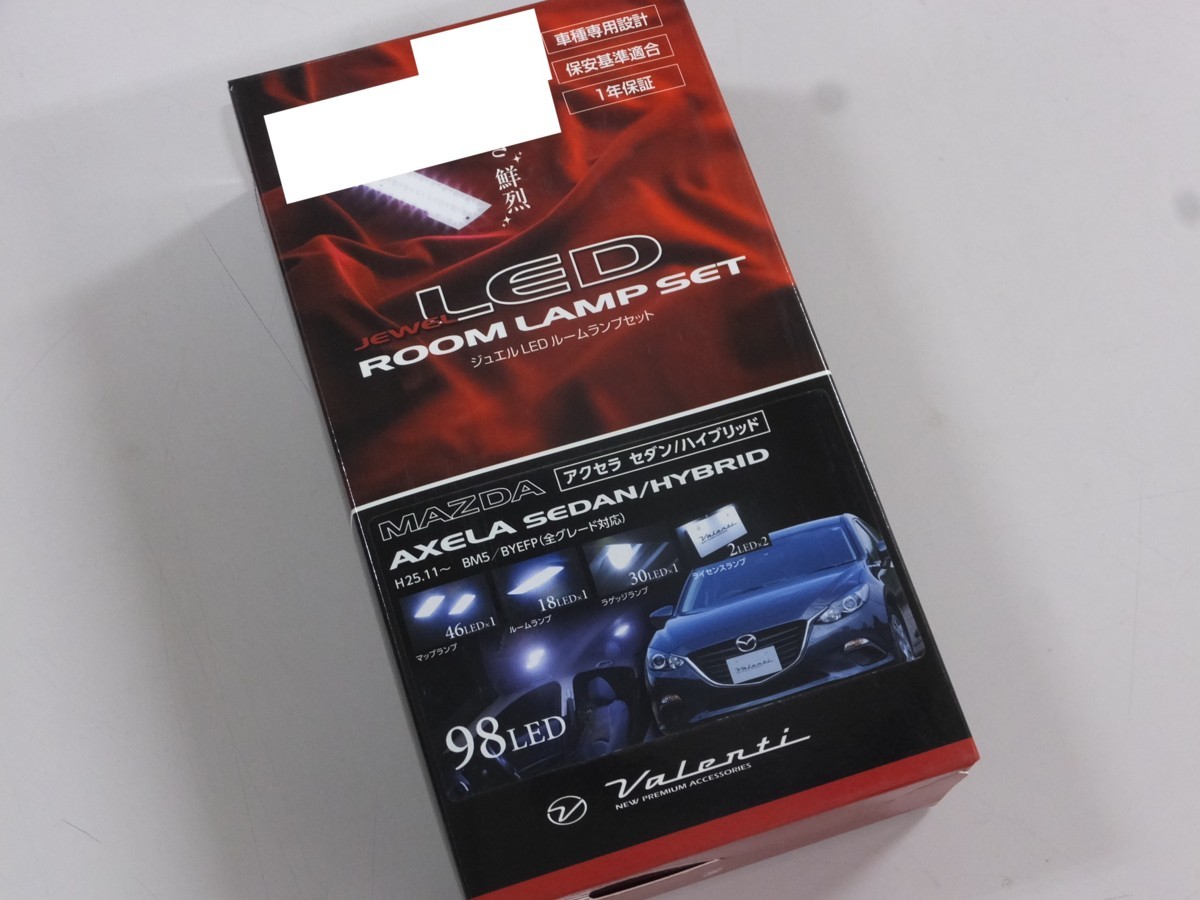 車種専用設計
保安基準適合
1年保証
鮮烈
JEWEL LED
ROOM LAMP SET
ジュエル LED ルームランプセット
MAZDA アクセラ セダン/ハイブリッド
AXELA SEDAN/HYBRID
H25.11～ BM5/BYEFP(全グレード対応)
46LED×1
マップランプ
18LED×1
ルームランプ
30LED×1
ラゲッジランプ
Valenti
2LED×2
ライセンスランプ
Valenti
98LED
Valenti
NEW PREMIUM ACCESSORIES